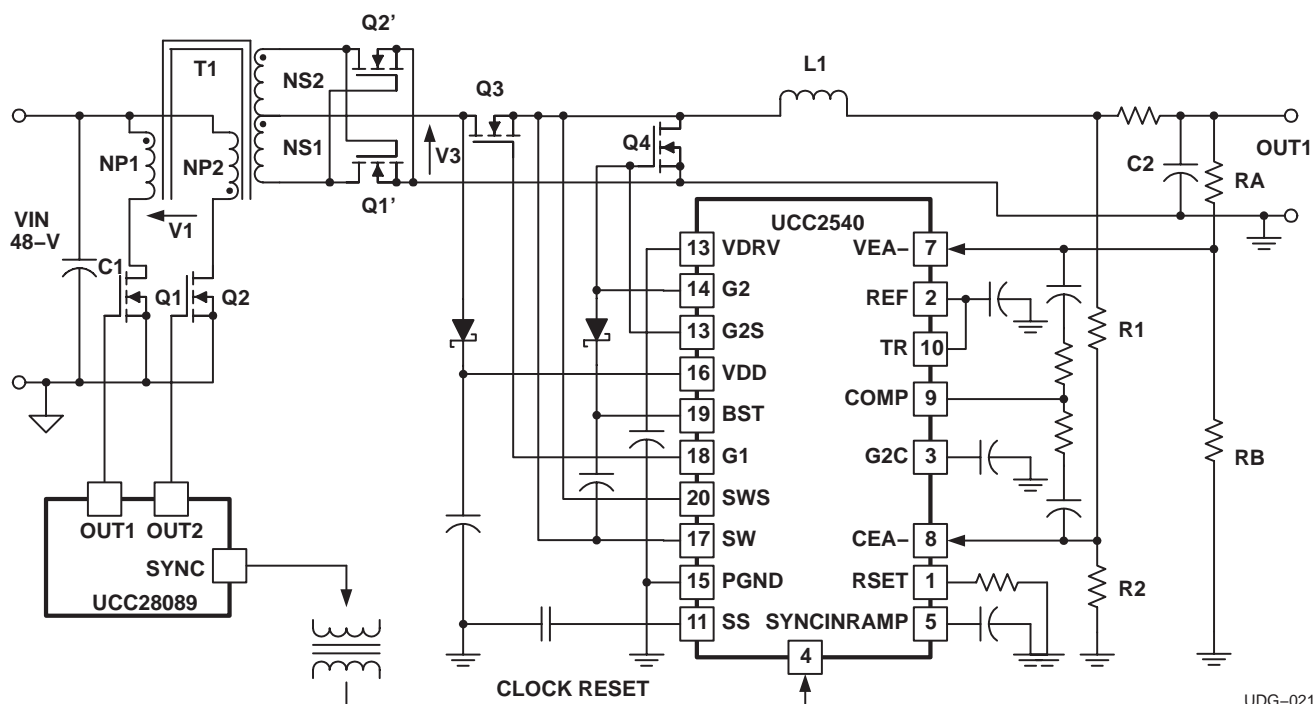 Q2’
T1
L1
NS2
Q3
NP1
NP2
NS1
V3
Q4
OUT1
C2
RA
Q1’
VIN
48–V
V1
UCC2540
C1
Q1
Q2
13 VDRV
VEA– 7
14 G2
REF 2
13 G2S
R1
TR 10
16 VDD
COMP 9
19 BST
18 G1
G2C 3
RB
20 SWS
OUT1
OUT2
17 SW
CEA– 8
SYNC
15 PGND
RSET 1
R2
UCC28089
11 SS
SYNCINRAMP 5
4
CLOCK RESET
UDG–021